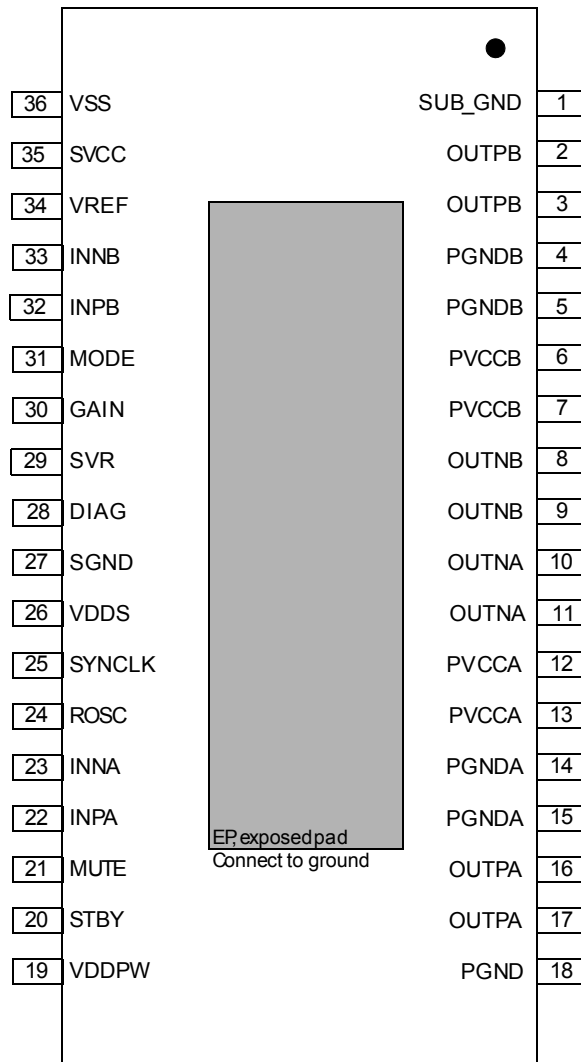 36 VSS SUB_GND 1
35 SVCC OUTPB 2
34 VREF OUTPB 3
33 INNB PGNDB 4
32 INPB PGNDB 5
31 MODE PVCCB 6
30 GAIN PVCCB 7
29 SVR OUTNB 8
28 DIAG OUTNB 9
27 SGND OUTNA 10
26 VDDS OUTNA 11
25 SYNCLK PVCCA 12
24 ROSC PVCCA 13
23 INNA PGNDA 14
22 INPA PGNDA 15
EP, exposed pad
Connect to ground
21 MUTE OUTPA 16
20 STBY OUTPA 17
19 VDDPW PGND 18